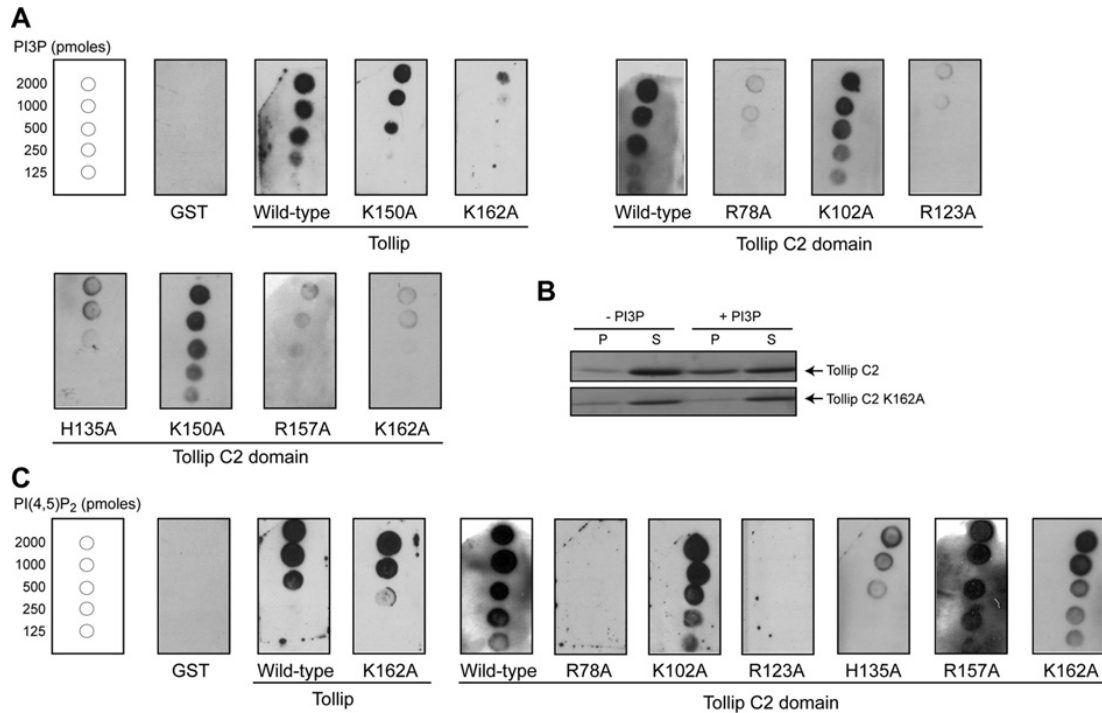 A
PI3P (pmoles)
2000
1000
500
250
125
GST
Wild-type K150A K162A
Tollip
Wild-type R78A K102A R123A
Tollip C2 domain
H135A K150A R157A K162A
Tollip C2 domain
B
- PI3P + PI3P
P S P S
Tollip C2
Tollip C2 K162A
C
PI(4,5)P2 (pmoles)
2000
1000
500
250
125
GST
Wild-type K162A
Tollip
Wild-type R78A K102A R123A H135A R157A K162A
Tollip C2 domain